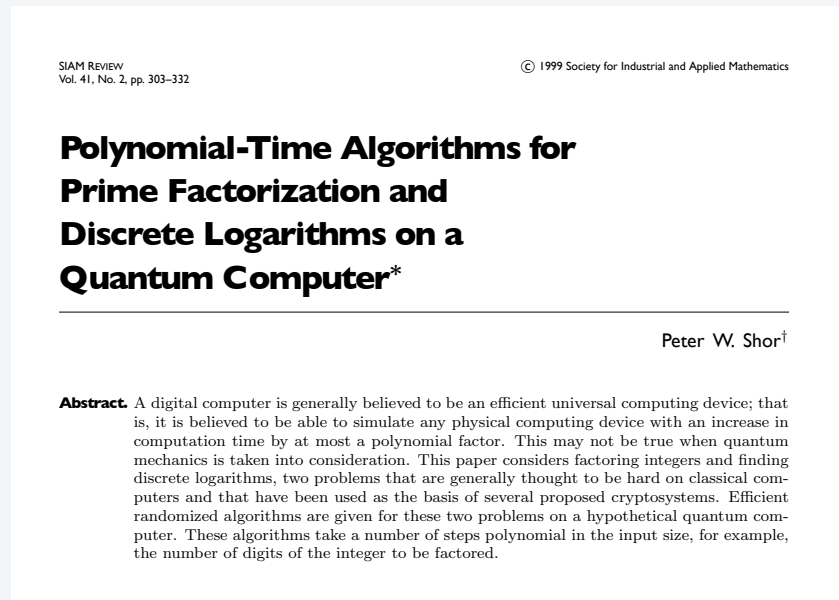 SIAM REVIEW
Vol. 41, No. 2, pp. 303–332
© 1999 Society for Industrial and Applied Mathematics
Polynomial-Time Algorithms for
Prime Factorization and
Discrete Logarithms on a
Quantum Computer*
Peter W. Shor†
Abstract. A digital computer is generally believed to be an efficient universal computing device; that
is, it is believed to be able to simulate any physical computing device with an increase in
computation time by at most a polynomial factor. This may not be true when quantum
mechanics is taken into consideration. This paper considers factoring integers and finding
discrete logarithms, two problems that are generally thought to be hard on classical com-
puters and that have been used as the basis of several proposed cryptosystems. Efficient
randomized algorithms are given for these two problems on a hypothetical quantum com-
puter. These algorithms take a number of steps polynomial in the input size, for example,
the number of digits of the integer to be factored.